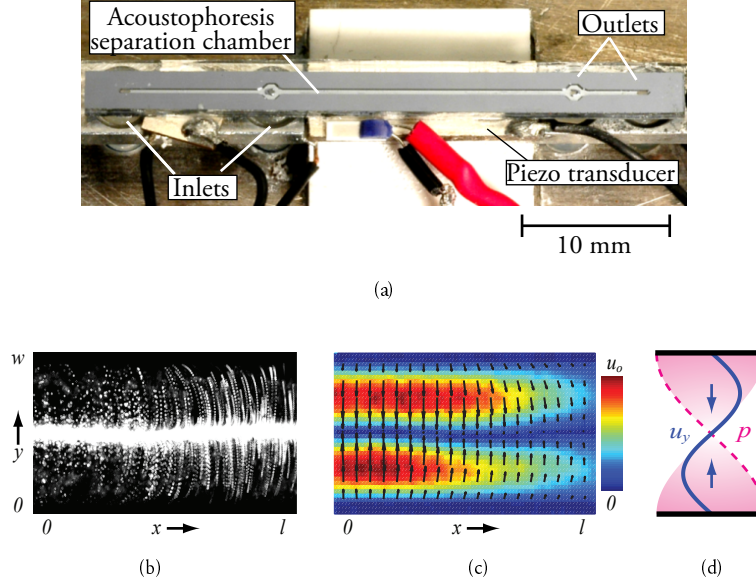 Acoustophoresis
separation chamber
Outlets
Inlets
Piezo transducer
10 mm
(a)
w
y
0
0 x l
(b)
u_o
0
0 x l
(c)
u_y p
(d)